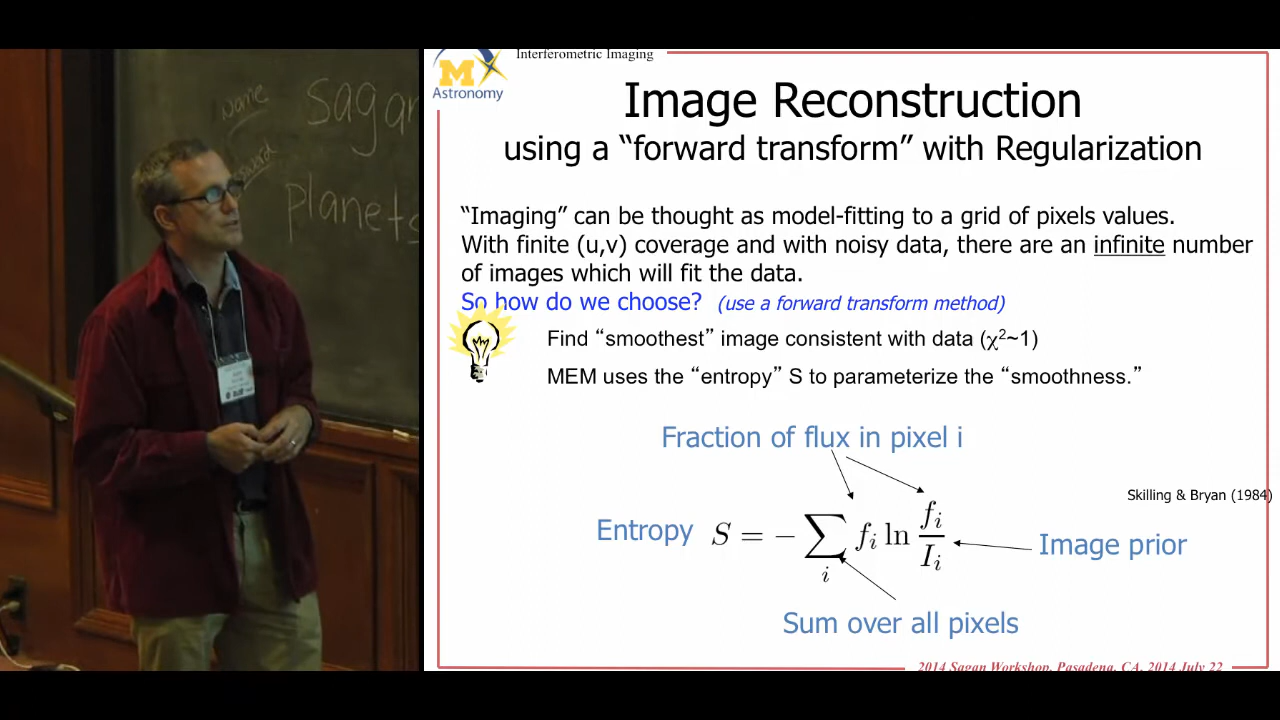 Name
sagan
password
planets
Interferometric Imaging
M
Astronomy
Image Reconstruction
using a “forward transform” with Regularization
“Imaging” can be thought as model-fitting to a grid of pixels values.
With finite (u,v) coverage and with noisy data, there are an infinite number
of images which will fit the data.
So how do we choose? (use a forward transform method)
Find “smoothest” image consistent with data (χ²~1)
MEM uses the “entropy” S to parameterize the “smoothness.”
Fraction of flux in pixel i
Skilling & Bryan (1984)
Entropy S = − ∑_i f_i ln f_i/I_i
Image prior
Sum over all pixels
2014 Sagan Workshop, Pasadena, CA, 2014 July 22